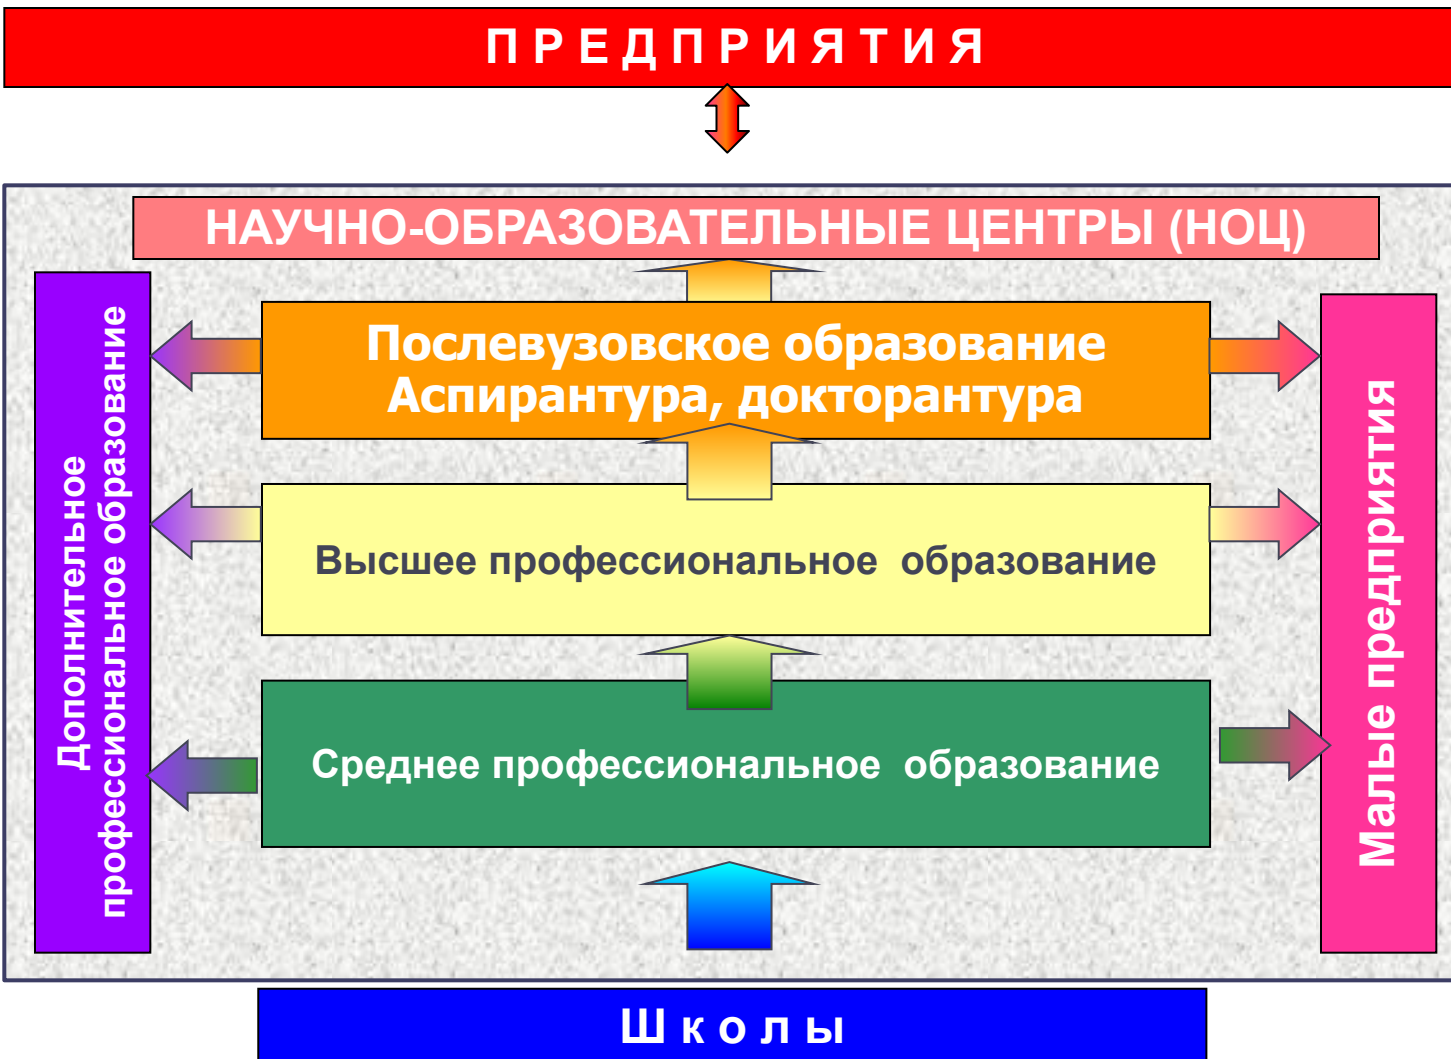 П Р Е Д П Р И Я Т И Я
НАУЧНО-ОБРАЗОВАТЕЛЬНЫЕ ЦЕНТРЫ (НОЦ)
Дополнительное
профессиональное образование
Послевузовское образование
Аспирантура, докторантура
Высшее профессиональное образование
Среднее профессиональное образование
Малые предприятия
Ш к о л ы